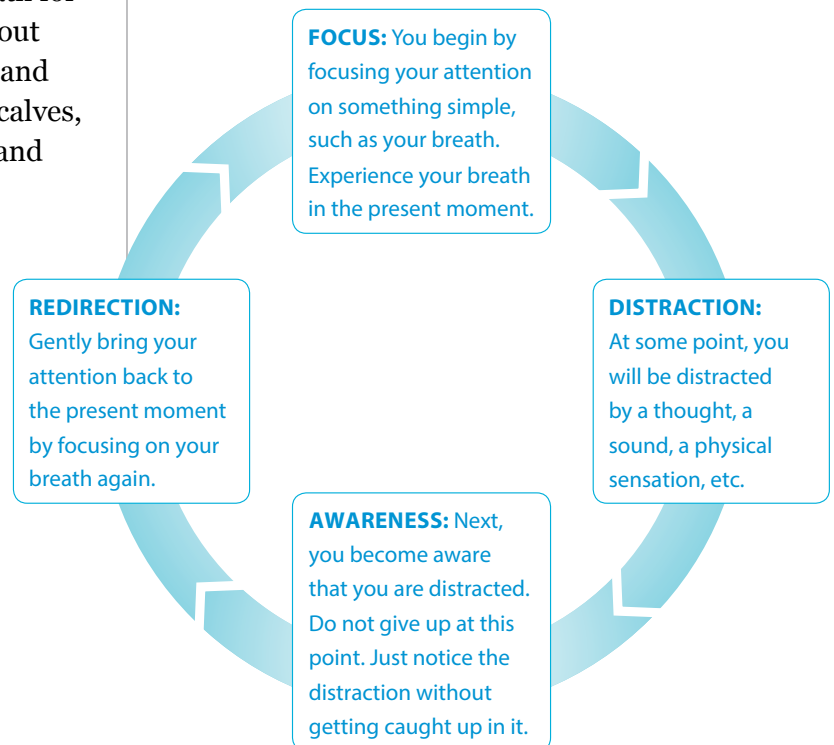 out
and
calves,
and
FOCUS: You begin by
focusing your attention
on something simple,
such as your breath.
Experience your breath
in the present moment.
DISTRACTION:
At some point, you
will be distracted
by a thought, a
sound, a physical
sensation, etc.
AWARENESS: Next,
you become aware
that you are distracted.
Do not give up at this
point. Just notice the
distraction without
getting caught up in it.
REDIRECTION:
Gently bring your
attention back to
the present moment
by focusing on your
breath again.